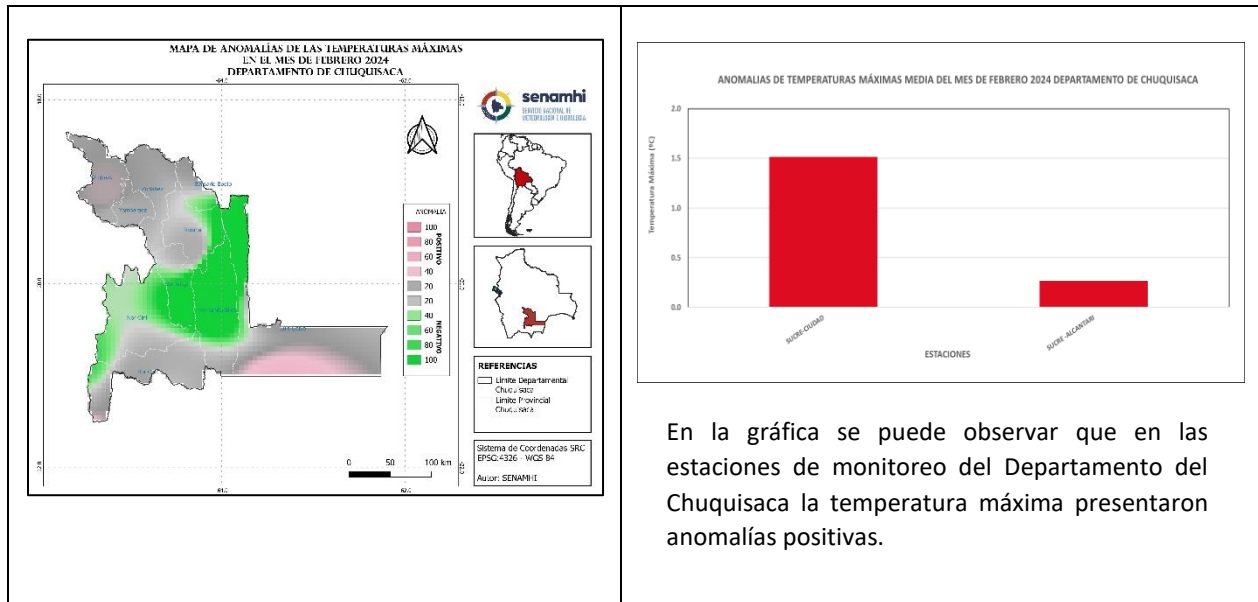 MAPA DE ANOMALÍAS DE LAS TEMPERATURAS MÁXIMAS
EN EL MES DE FEBRERO 2024
DEPARTAMENTO DE CHUQUISACA
senamhi
SERVICIO NACIONAL DE
METEOROLOGÍA E HIDROLOGÍA
ANOMALIA
100
80
60
40
20
20
40
60
80
100
POSITIVO
NEGATIVO
REFERENCIAS
Limite Departamental
Chuquisaca
Limite Provincial
Chuquisaca
0 50 100 km
Sistema de Coordenadas SRC
EPSG:4326 - WGS 84
Autor: SENAMHI
ANOMALIAS DE TEMPERATURAS MÁXIMAS MEDIA DEL MES DE FEBRERO 2024 DEPARTAMENTO DE CHUQUISACA
Temperatura Máxima (ºC)
2.0
1.5
1.0
0.5
0.0
SUCRE-CIUDAD
SUCRE -ALCANTARI
ESTACIONES
En la gráfica se puede observar que en las
estaciones de monitoreo del Departamento del
Chuquisaca la temperatura máxima presentaron
anomalías positivas.